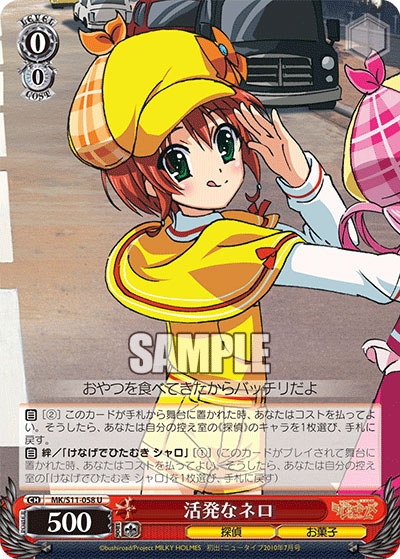 LEVEL
0
0
COST
SAMPLE
おやつを食べてきたからバッチリだよ
自 [②] このカードが手札から舞台に置かれた時、あなたはコストを払ってよ
い。そうしたら、あなたは自分の控え室の《探偵》のキャラを1枚選び、手札に
戻す。
自 絆／「けなげでひたむき シャロ」 [②] (このカードがプレイされて舞台に
置かれた時、あなたはコストを払ってよい。そうしたら、あなたは自分の控え室
の「けなげでひたむき シャロ」を1枚選び、手札に戻す)
CH MK/S11-058 U
500
活発なネロ
探偵
お菓子
©bushiroad/Project MILKY HOLMES 初出：ニュータイプ2010年7月号